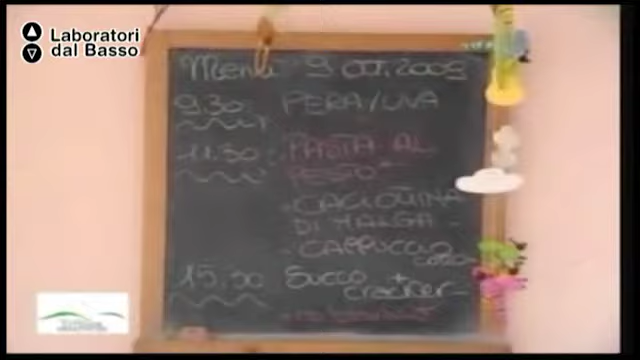 Laboratori
dal Basso
Menù 9 OTT. 2009
9.30 PERA/UVA
11.30 PASTA AL
PESTO
- CACIOTTINA
DI MALGA -
- CAPPUCCIO
15.30 Succo +
cracker -